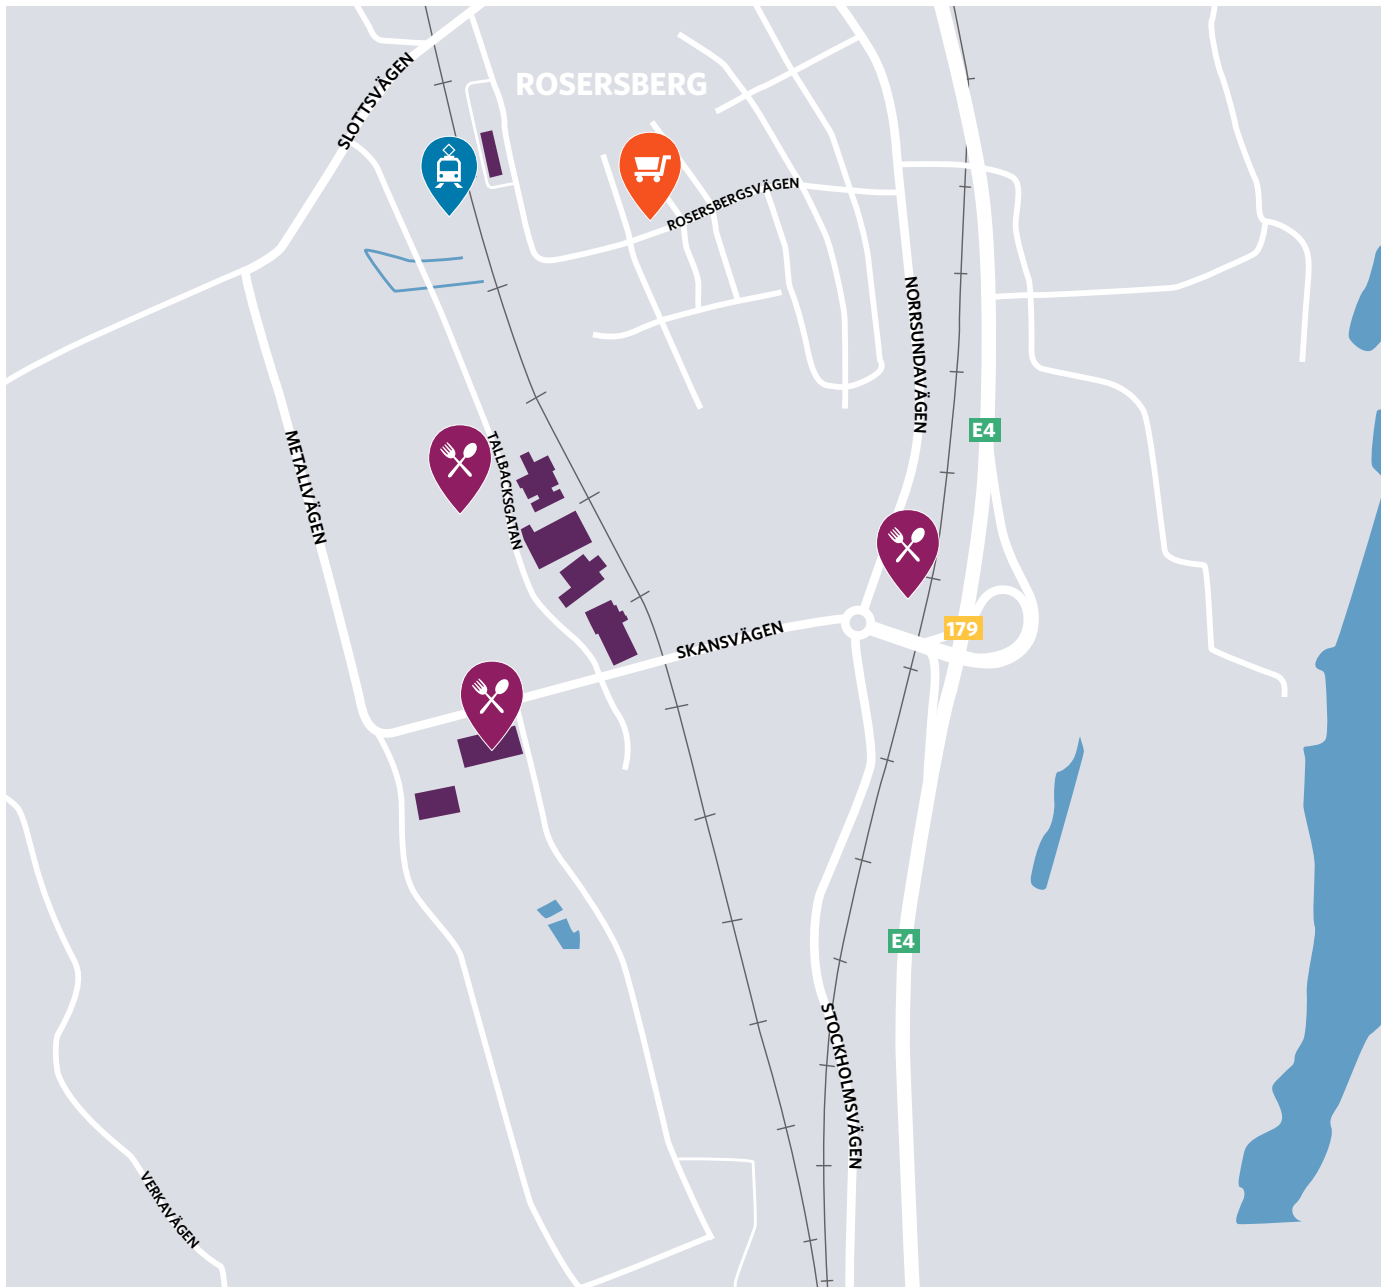 SLOTTSVÄGEN
ROSERSBERG
ROSERSBERGSVÄGEN
NORRSUNDAVÄGEN
METALLVÄGEN
TALLBACKSGATAN
E4
SKANSVÄGEN
179
E4
STOCKHOLMSVÄGEN
VERKAVÄGEN